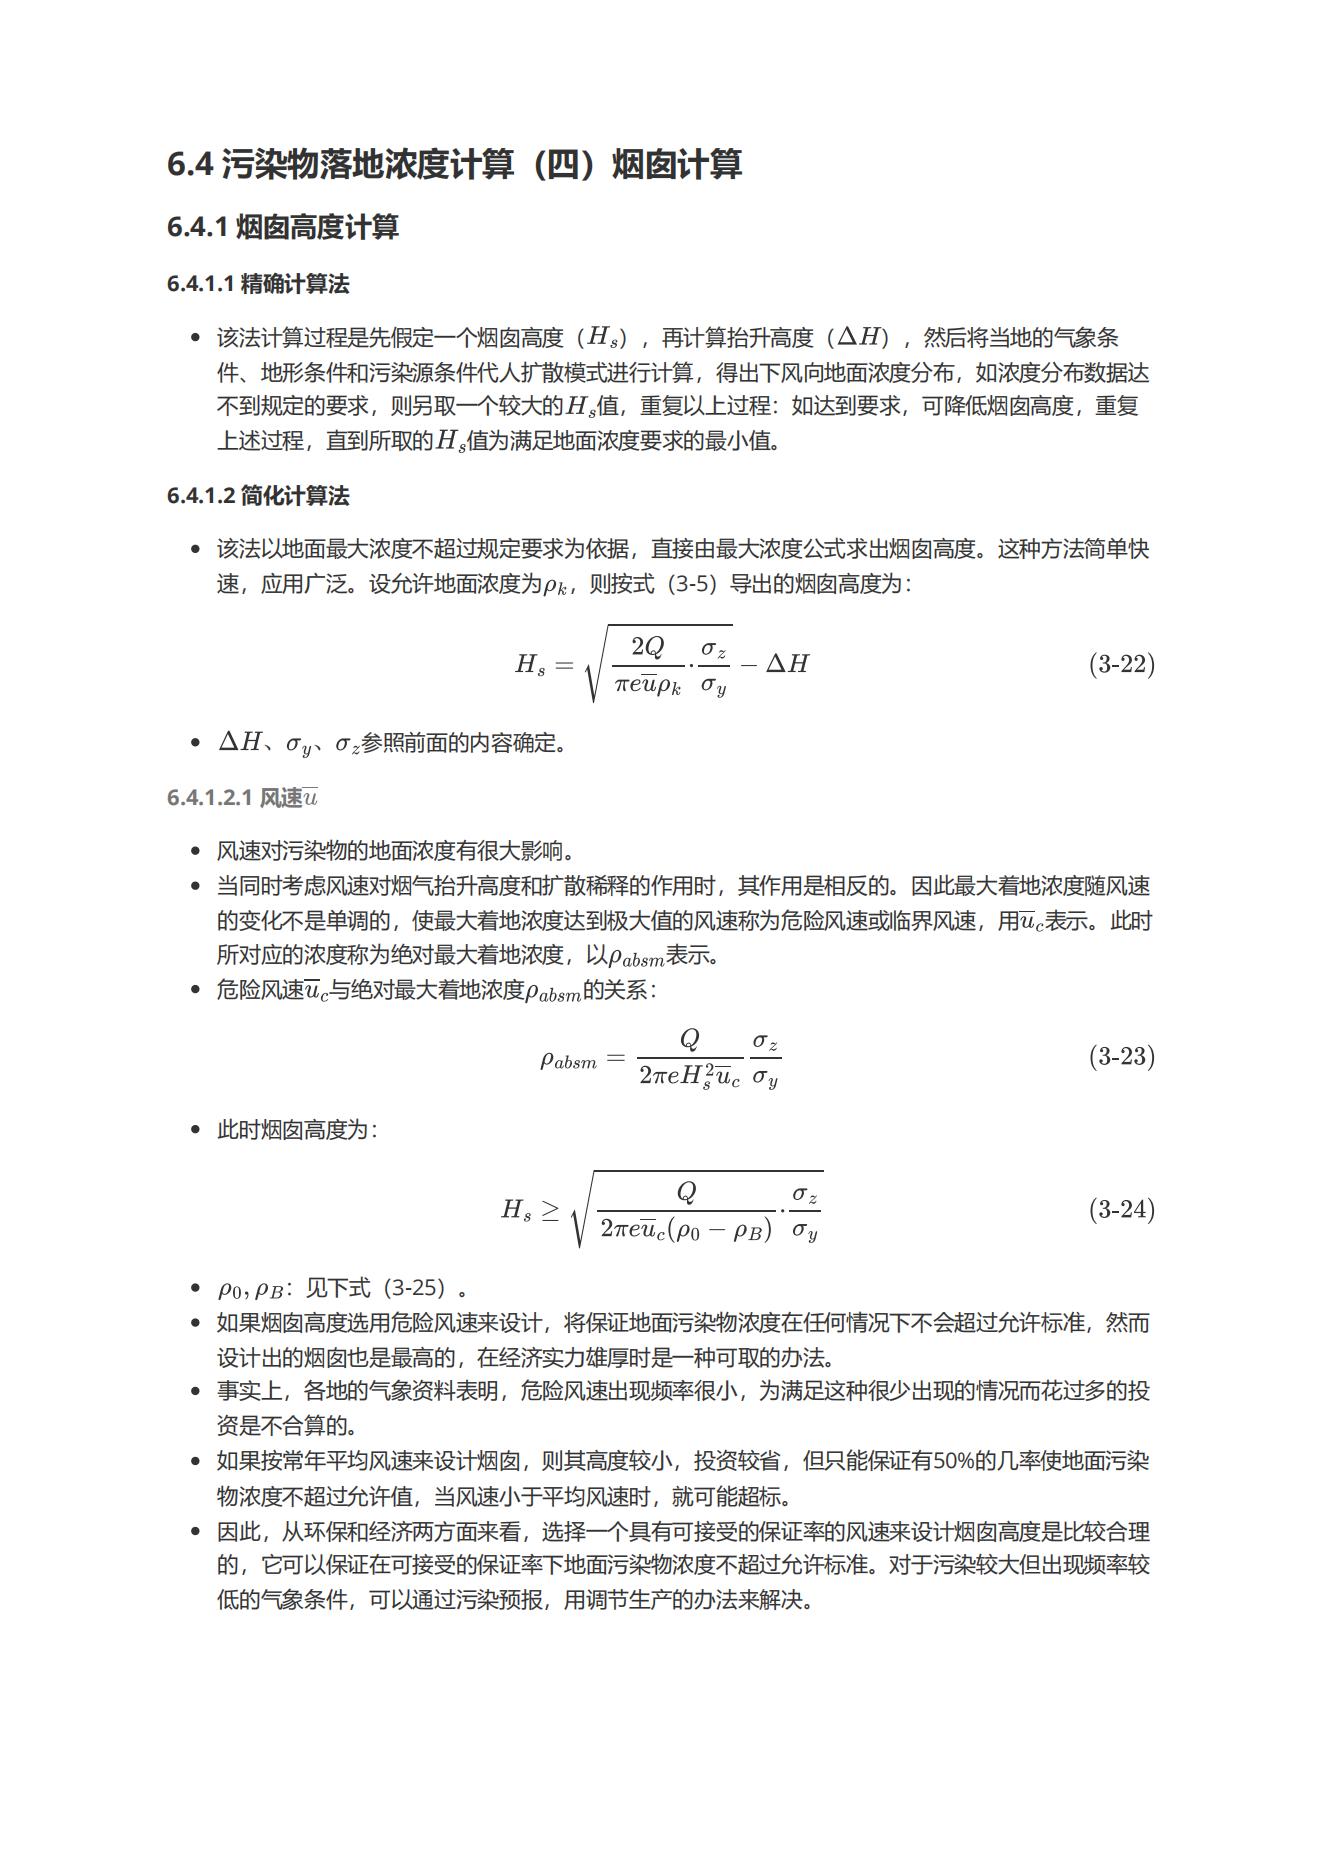 6.4 污染物落地浓度计算（四）烟囱计算
6.4.1 烟囱高度计算
6.4.1.1 精确计算法
• 该法计算过程是先假定一个烟囱高度（$H_s$），再计算抬升高度（$\Delta H$），然后将当地的气象条
件、地形条件和污染源条件代人扩散模式进行计算，得出下风向地面浓度分布，如浓度分布数据达
不到规定的要求，则另取一个较大的$H_s$值，重复以上过程：如达到要求，可降低烟囱高度，重复
上述过程，直到所取的$H_s$值为满足地面浓度要求的最小值。
6.4.1.2 简化计算法
• 该法以地面最大浓度不超过规定要求为依据，直接由最大浓度公式求出烟囱高度。这种方法简单快
速，应用广泛。设允许地面浓度为$\rho_k$，则按式（3-5）导出的烟囱高度为：
$H_s = \sqrt{\frac{2Q}{\pi e \overline{u} \rho_k} \cdot \frac{\sigma_z}{\sigma_y}} - \Delta H$ (3-22)
• $\Delta H$、$\sigma_y$、$\sigma_z$参照前面的内容确定。
6.4.1.2.1 风速$\overline{u}$
• 风速对污染物的地面浓度有很大影响。
• 当同时考虑风速对烟气抬升高度和扩散稀释的作用时，其作用是相反的。因此最大着地浓度随风速
的变化不是单调的，使最大着地浓度达到极大值的风速称为危险风速或临界风速，用$\overline{u}_c$表示。此时
所对应的浓度称为绝对最大着地浓度，以$\rho_{absm}$表示。
• 危险风速$\overline{u}_c$与绝对最大着地浓度$\rho_{absm}$的关系：
$\rho_{absm} = \frac{Q}{2\pi e H_s^2 \overline{u}_c} \frac{\sigma_z}{\sigma_y}$ (3-23)
• 此时烟囱高度为：
$H_s \geq \sqrt{\frac{Q}{2\pi e \overline{u}_c (\rho_0 - \rho_B)} \cdot \frac{\sigma_z}{\sigma_y}}$ (3-24)
• $\rho_0, \rho_B$：见下式（3-25）。
• 如果烟囱高度选用危险风速来设计，将保证地面污染物浓度在任何情况下不会超过允许标准，然而
设计出的烟囱也是最高的，在经济实力雄厚时是一种可取的办法。
• 事实上，各地的气象资料表明，危险风速出现频率很小，为满足这种很少出现的情况而花过多的投
资是不合算的。
• 如果按常年平均风速来设计烟囱，则其高度较小，投资较省，但只能保证有50%的几率使地面污染
物浓度不超过允许值，当风速小于平均风速时，就可能超标。
• 因此，从环保和经济两方面来看，选择一个具有可接受的保证率的风速来设计烟囱高度是比较合理
的，它可以保证在可接受的保证率下地面污染物浓度不超过允许标准。对于污染较大但出现频率较
低的气象条件，可以通过污染预报，用调节生产的办法来解决。